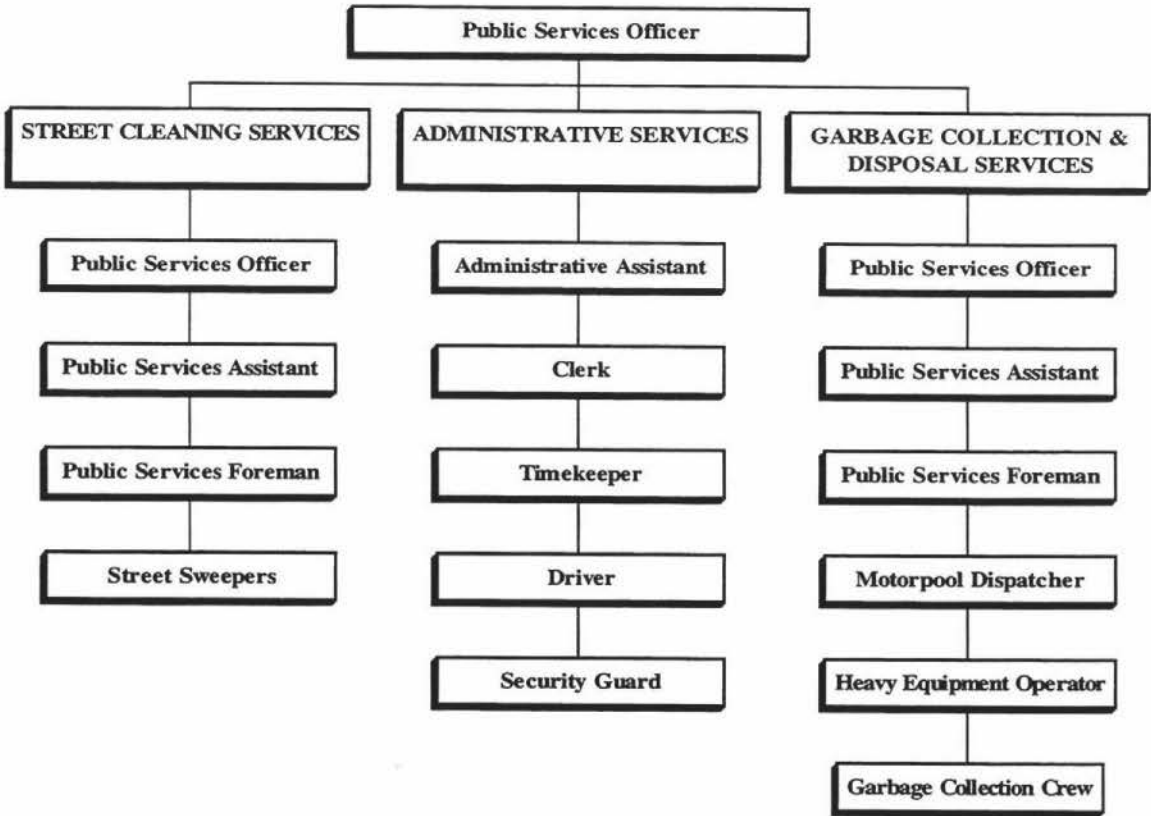 Public Services Officer
STREET CLEANING SERVICES
Public Services Officer
Public Services Assistant
Public Services Foreman
Street Sweepers
ADMINISTRATIVE SERVICES
Administrative Assistant
Clerk
Timekeeper
Driver
Security Guard
GARBAGE COLLECTION &
DISPOSAL SERVICES
Public Services Officer
Public Services Assistant
Public Services Foreman
Motorpool Dispatcher
Heavy Equipment Operator
Garbage Collection Crew